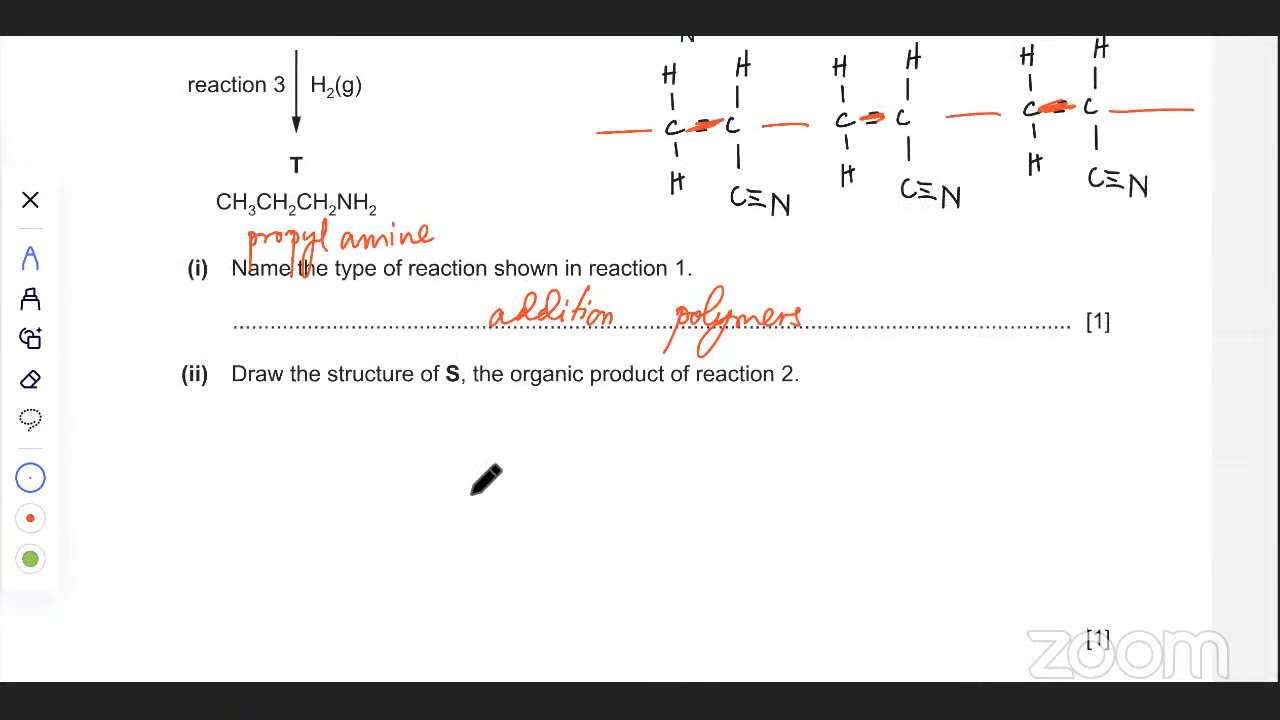 N
H H H H H H
reaction 3 H₂(g)
C = C C = C C = C
T
H H H
C≡N C≡N C≡N
CH₃CH₂CH₂NH₂
propyl amine
(i) Name the type of reaction shown in reaction 1.
addition polymers [1]
(ii) Draw the structure of S, the organic product of reaction 2.
[1]
zoom